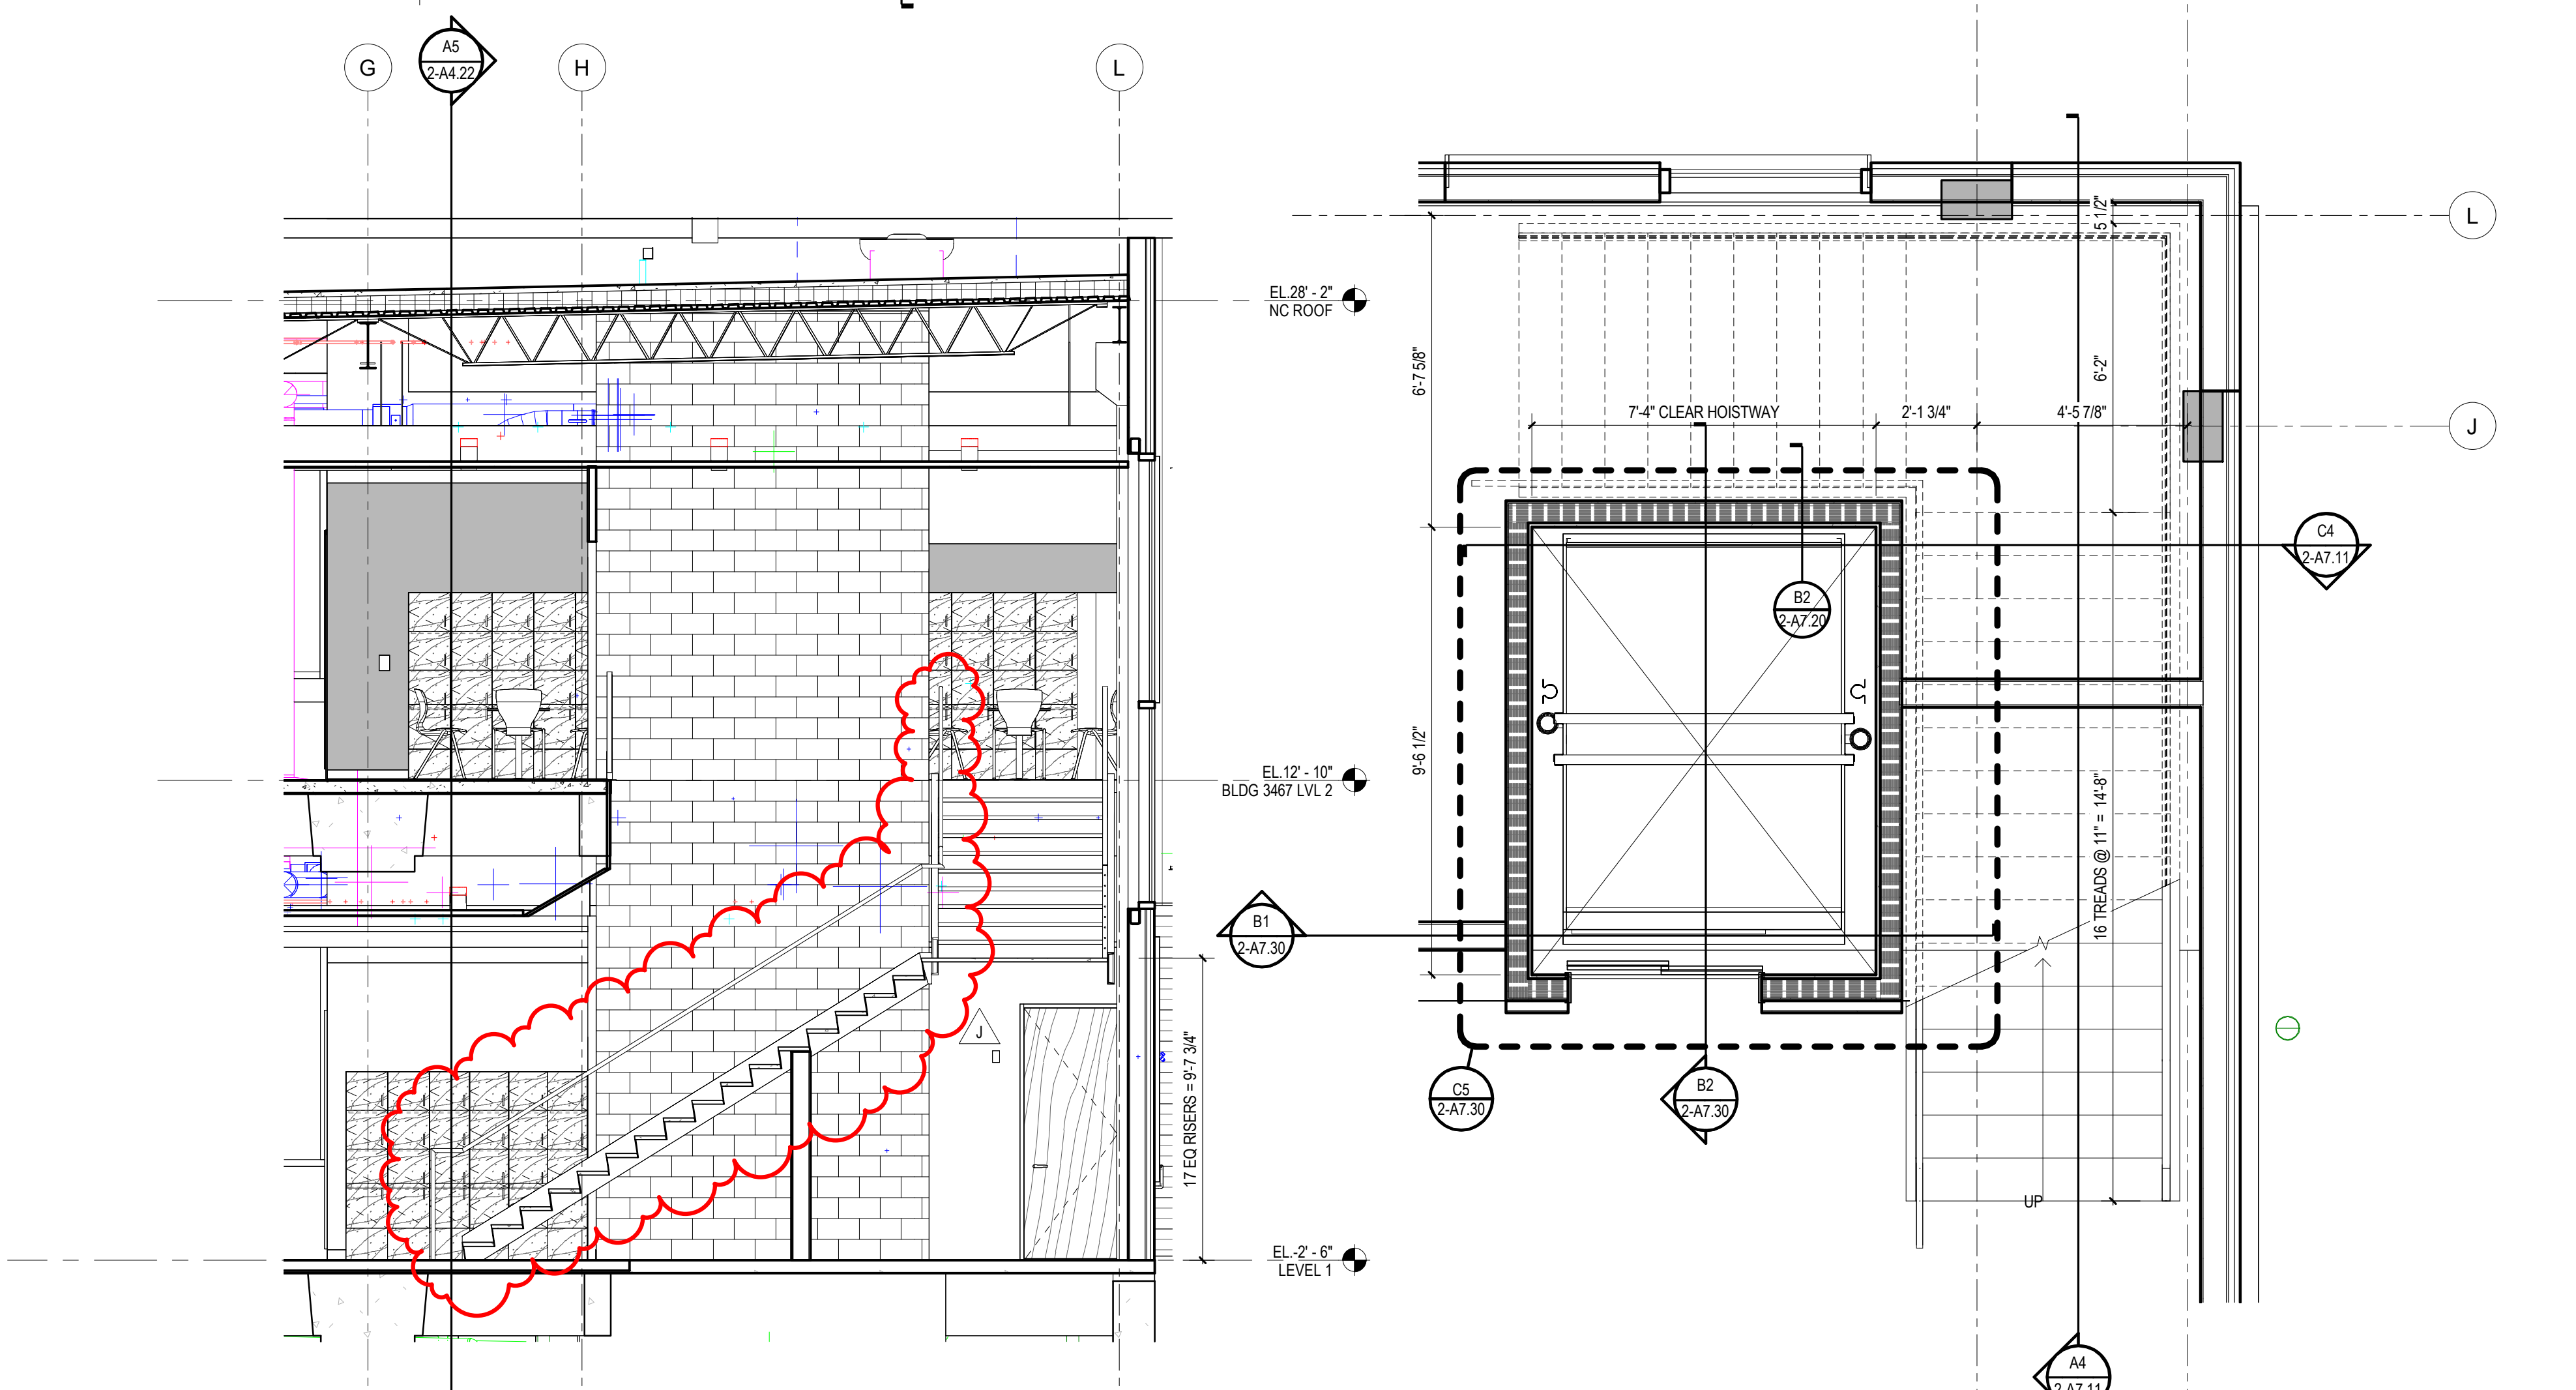 G
A5
2-A4.22
H
L
EL.28' - 2"
NC ROOF
EL.12' - 10"
BLDG 3467 LVL 2
EL.-2' - 6"
LEVEL 1
17 EQ RISERS = 9'-7 3/4"
J
L
J
5 1/2"
6'-2"
6'-7 5/8"
7'-4" CLEAR HOISTWAY
2'-1 3/4"
4'-5 7/8"
C4
2-A7.11
B2
2-A7.20
9'-6 1/2"
16 TREADS @ 11" = 14'-8"
B1
2-A7.30
C5
2-A7.30
B2
2-A7.30
UP
A4
2-A7.11